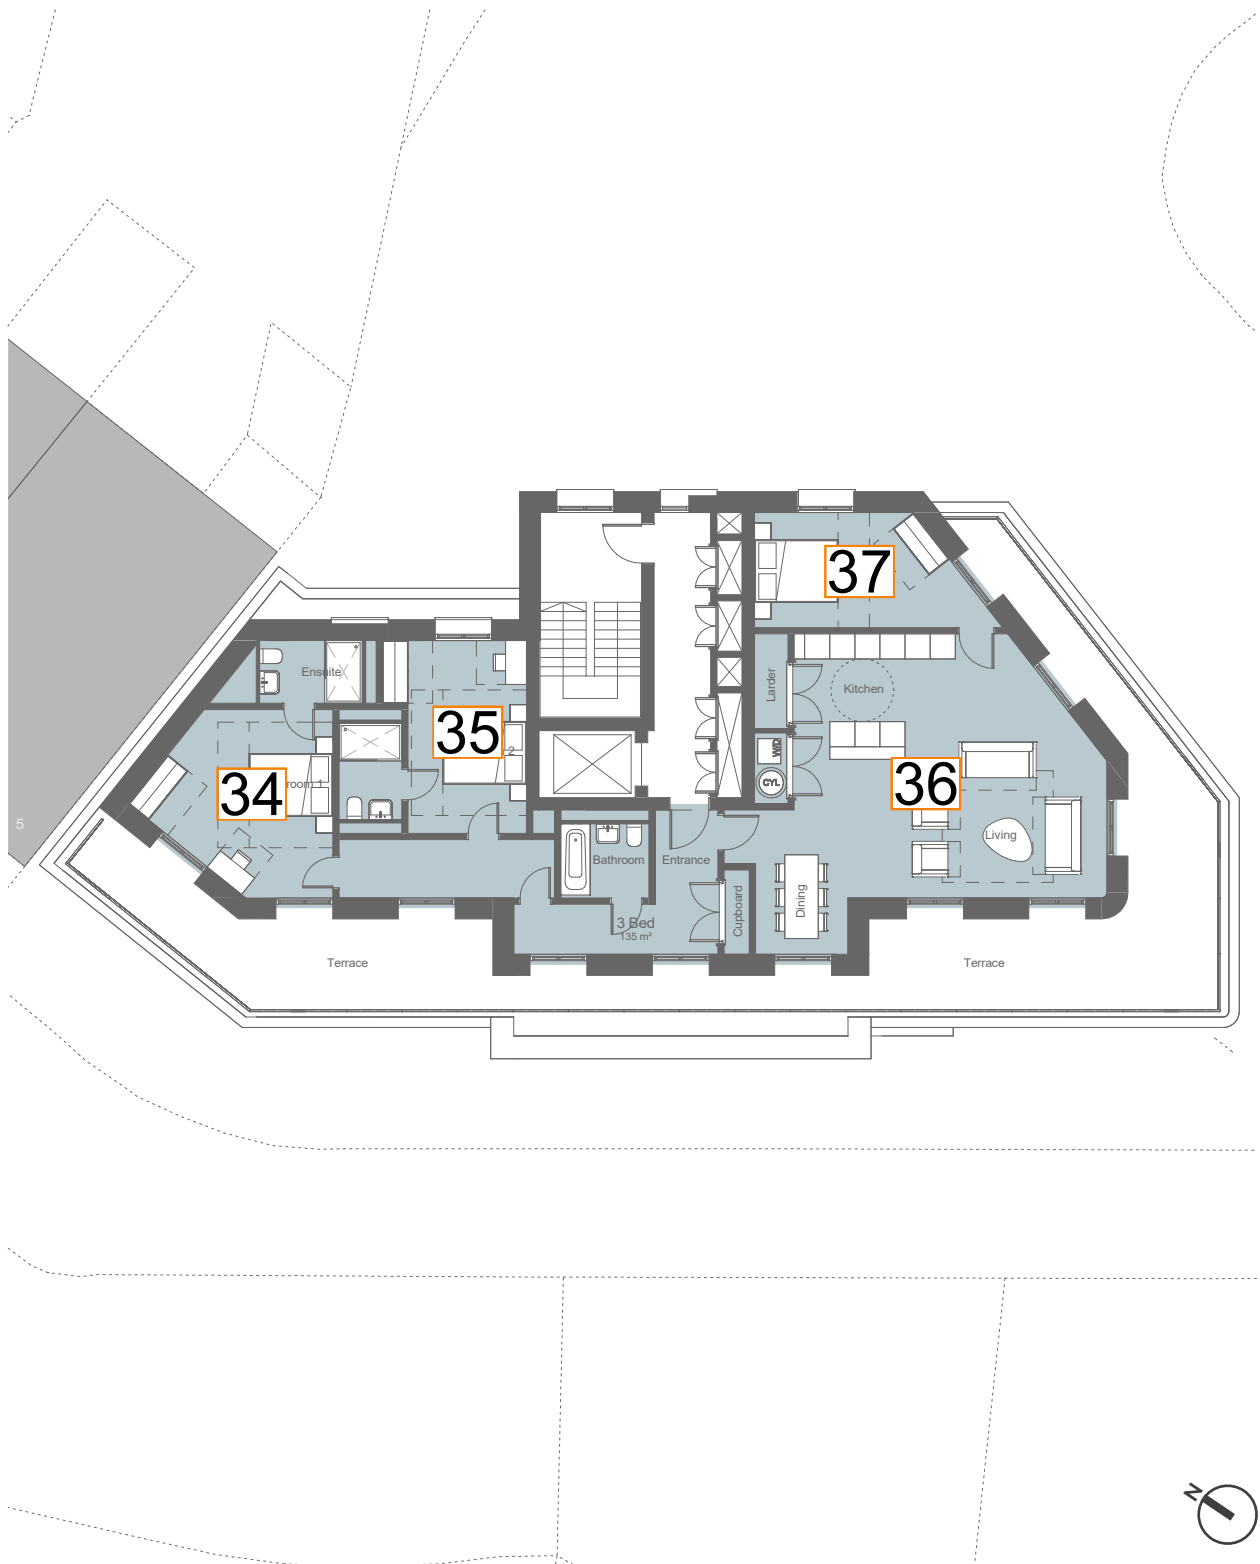 37
Ensuite
Larder
Kitchen
35
2
W/D
CYL
36
34
room 1
5
Living
Bathroom
Entrance
Dining
Cupboard
3 Bed
135 m²
Terrace
Terrace
N